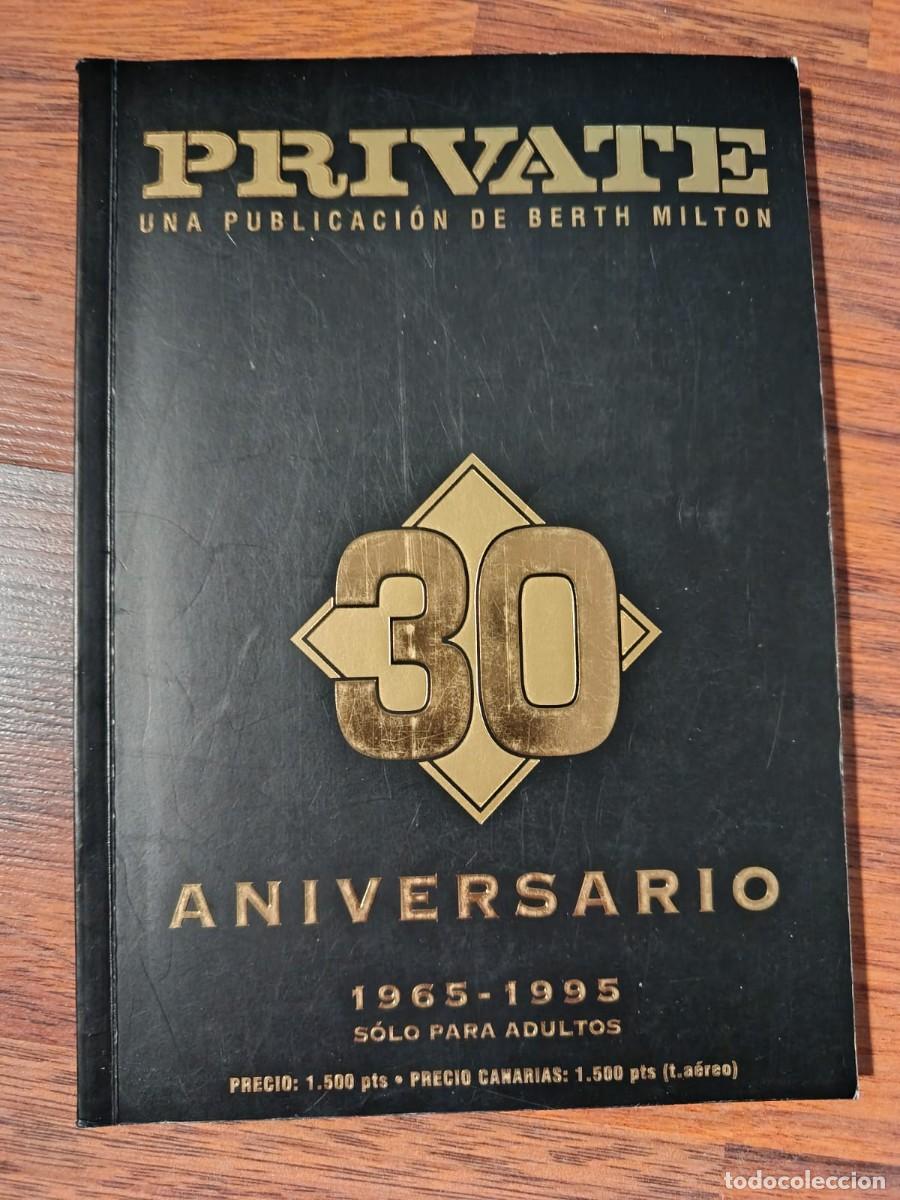 PRIVATE
UNA PUBLICACIÓN DE BERTH MILTON
30
ANIVERSARIO
1965-1995
SÓLO PARA ADULTOS
PRECIO: 1.500 pts • PRECIO CANARIAS: 1.500 pts (t.aéreo)
todocoleccion